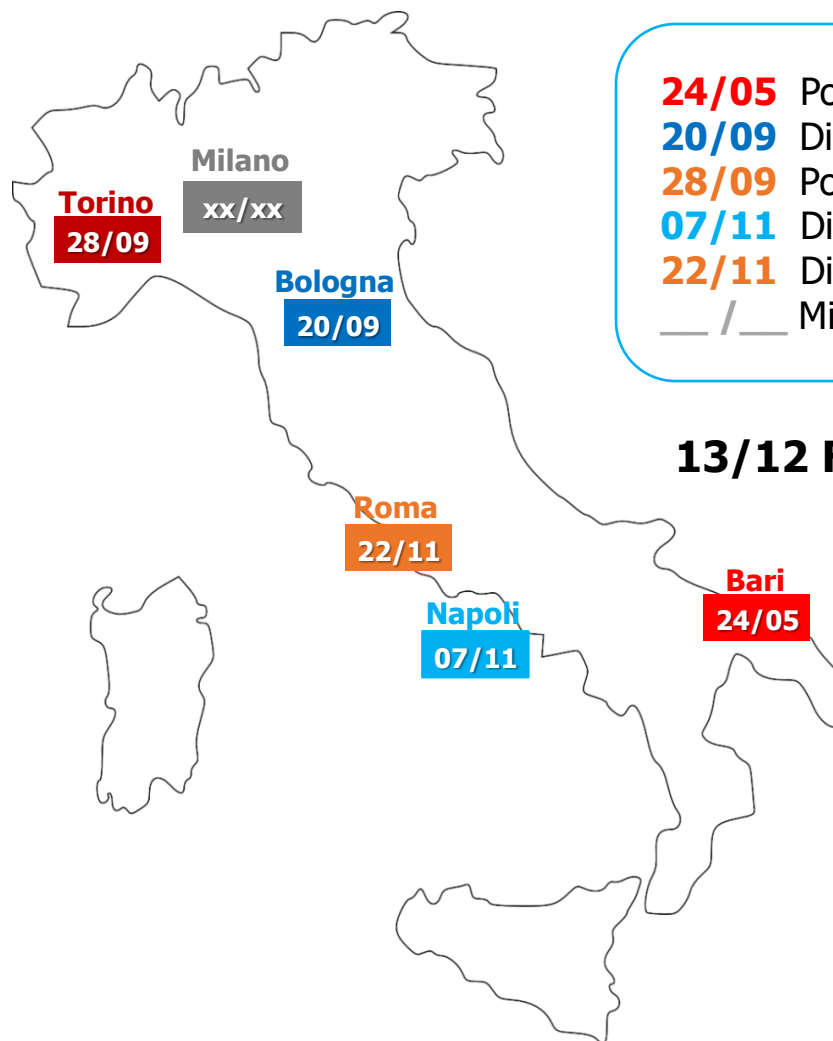 Milano
xx/xx
Torino
28/09
Bologna
20/09
Roma
22/11
Napoli
07/11
Bari
24/05
24/05 Po
20/09 Di
28/09 Po
07/11 Di
22/11 Di
__ /__ Mi
13/12